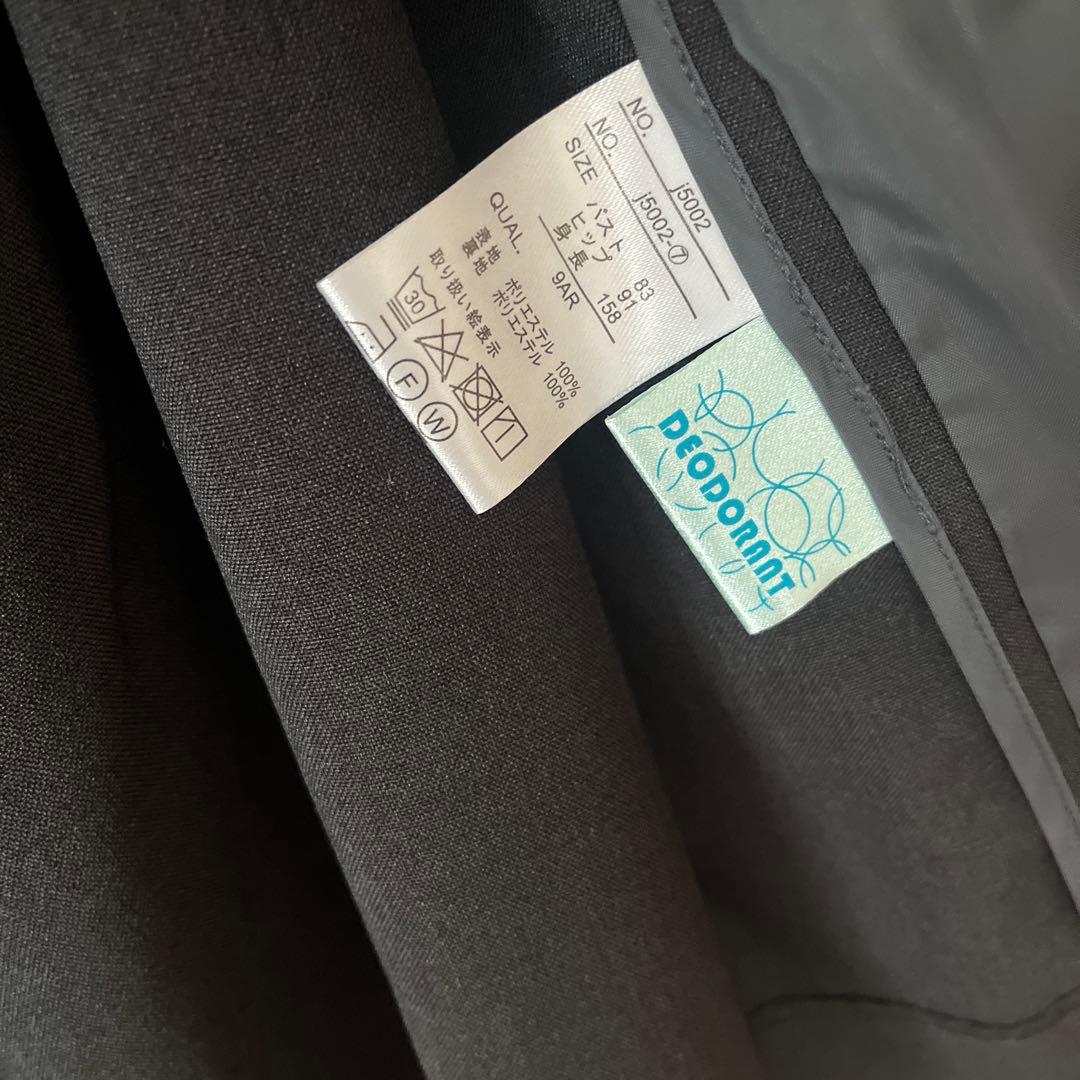 NO. j5002
NO. j5002-⑦
SIZE バスト 83
ヒップ 91
身長 158
9AR
QUAL.
表地 ポリエステル 100%
裏地 ポリエステル 100%
取り扱い絵表示
30
F
W
DEODORANT